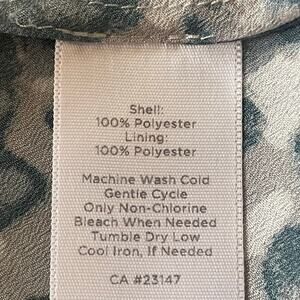 Shell:
100% Polyester
Lining:
100% Polyester
Machine Wash Cold
Gentle Cycle
Only Non-Chlorine
Bleach When Needed
Tumble Dry Low
Cool Iron, If Needed
CA #23147